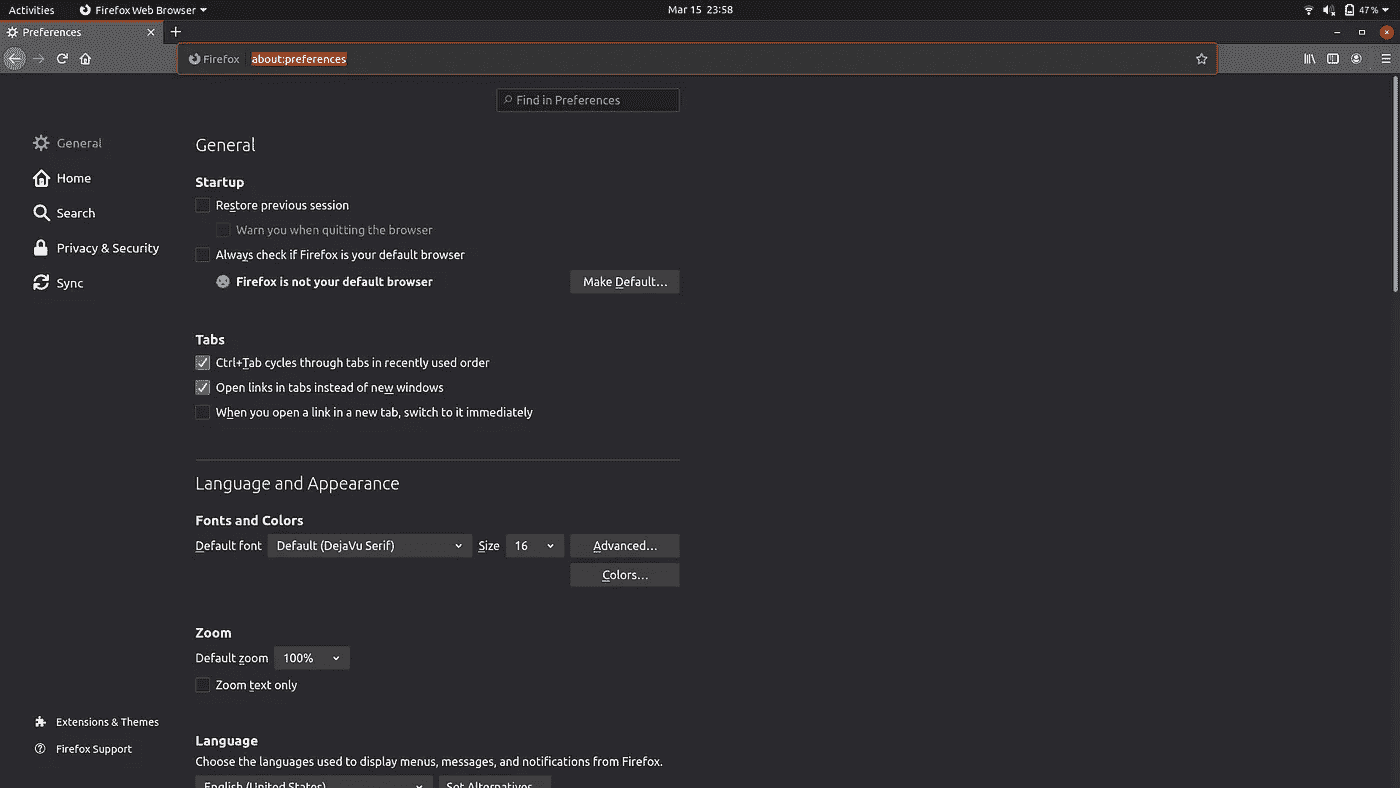 Activities Firefox Web Browser Mar 15 23:58 47%
Preferences
Firefox about:preferences
Find in Preferences
General
Home
Search
Privacy & Security
Sync
Extensions & Themes
Firefox Support
General
Startup
Restore previous session
Warn you when quitting the browser
Always check if Firefox is your default browser
Firefox is not your default browser Make Default...
Tabs
Ctrl+Tab cycles through tabs in recently used order
Open links in tabs instead of new windows
When you open a link in a new tab, switch to it immediately
Language and Appearance
Fonts and Colors
Default font Default (DejaVu Serif) Size 16 Advanced...
Colors...
Zoom
Default zoom 100%
Zoom text only
Language
Choose the languages used to display menus, messages, and notifications from Firefox.
English (United States) Set Alternatives...